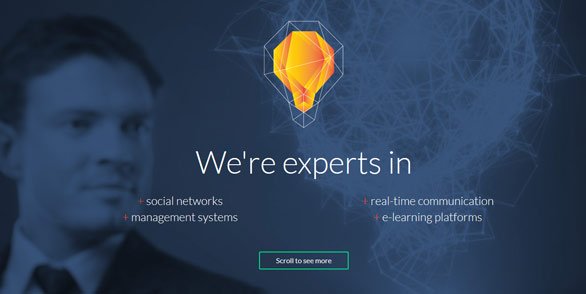 We're experts in
+ social networks
+ management systems
+ real-time communication
+ e-learning platforms
Scroll to see more